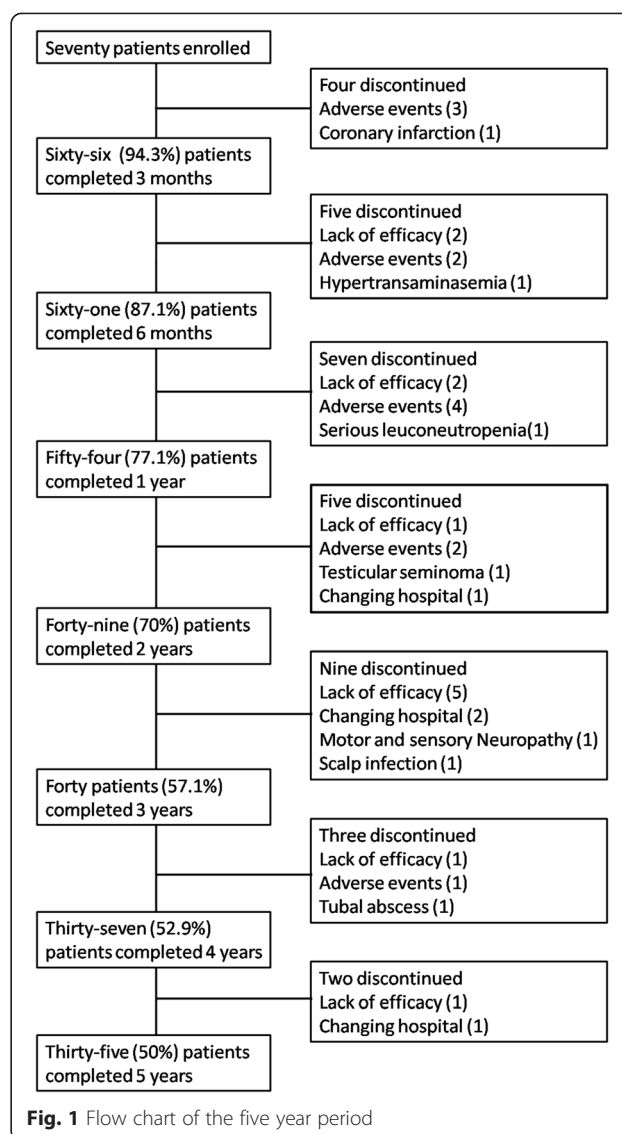 Seventy patients enrolled
Four discontinued
Adverse events (3)
Coronary infarction (1)
Sixty-six (94.3%) patients
completed 3 months
Five discontinued
Lack of efficacy (2)
Adverse events (2)
Hypertransaminasemia (1)
Sixty-one (87.1%) patients
completed 6 months
Seven discontinued
Lack of efficacy (2)
Adverse events (4)
Serious leuconeutropenia(1)
Fifty-four (77.1%) patients
completed 1 year
Five discontinued
Lack of efficacy (1)
Adverse events (2)
Testicular seminoma (1)
Changing hospital (1)
Forty-nine (70%) patients
completed 2 years
Nine discontinued
Lack of efficacy (5)
Changing hospital (2)
Motor and sensory Neuropathy (1)
Scalp infection (1)
Forty patients (57.1%)
completed 3 years
Three discontinued
Lack of efficacy (1)
Adverse events (1)
Tubal abscess (1)
Thirty-seven (52.9%)
patients completed 4 years
Two discontinued
Lack of efficacy (1)
Changing hospital (1)
Thirty-five (50%) patients
completed 5 years
Fig. 1 Flow chart of the five year period